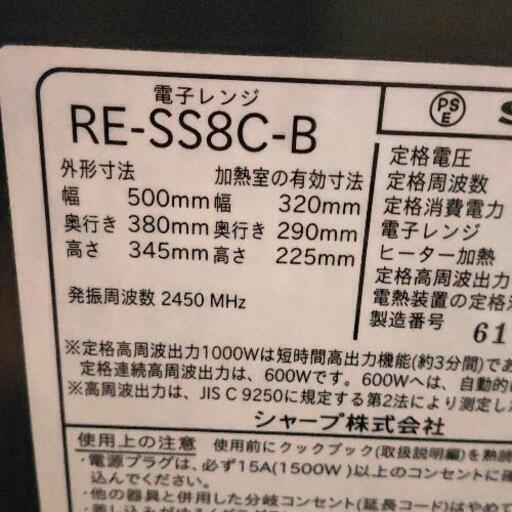 電子レンジ
RE-SS8C-B
外形寸法 加熱室の有効寸法
幅 500mm 幅 320mm
奥行き 380mm 奥行き 290mm
高さ 345mm 高さ 225mm
発振周波数 2450 MHz
PSE
定格電圧
定格周波数
定格消費電力
電子レンジ
ヒーター加熱
定格高周波出力
電熱装置の定格
製造番号 61
※定格高周波出力1000Wは短時間高出力機能(約3分間)であ
定格連続高周波出力は、600Wです。600Wへは、自動的に
※高周波出力は、JIS C 9250に規定する第2法により測定し
シャープ株式会社
使用上の注意 使用前にクックブック(取扱説明編)を熟読
・電源プラグは、必ず15A(1500W)以上のコンセントに確
込んでください。
・他の器具と併用した分岐コンセント(延長コード)はやめて